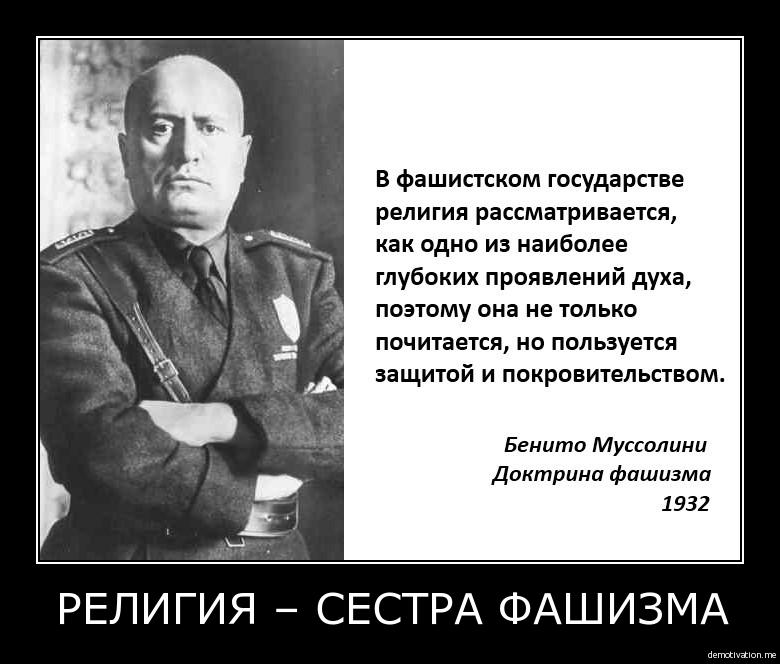 В фашистском государстве
религия рассматривается,
как одно из наиболее
глубоких проявлений духа,
поэтому она не только
почитается, но пользуется
защитой и покровительством.
Бенито Муссолини
Доктрина фашизма
1932
РЕЛИГИЯ – СЕСТРА ФАШИЗМА
demotivation.me